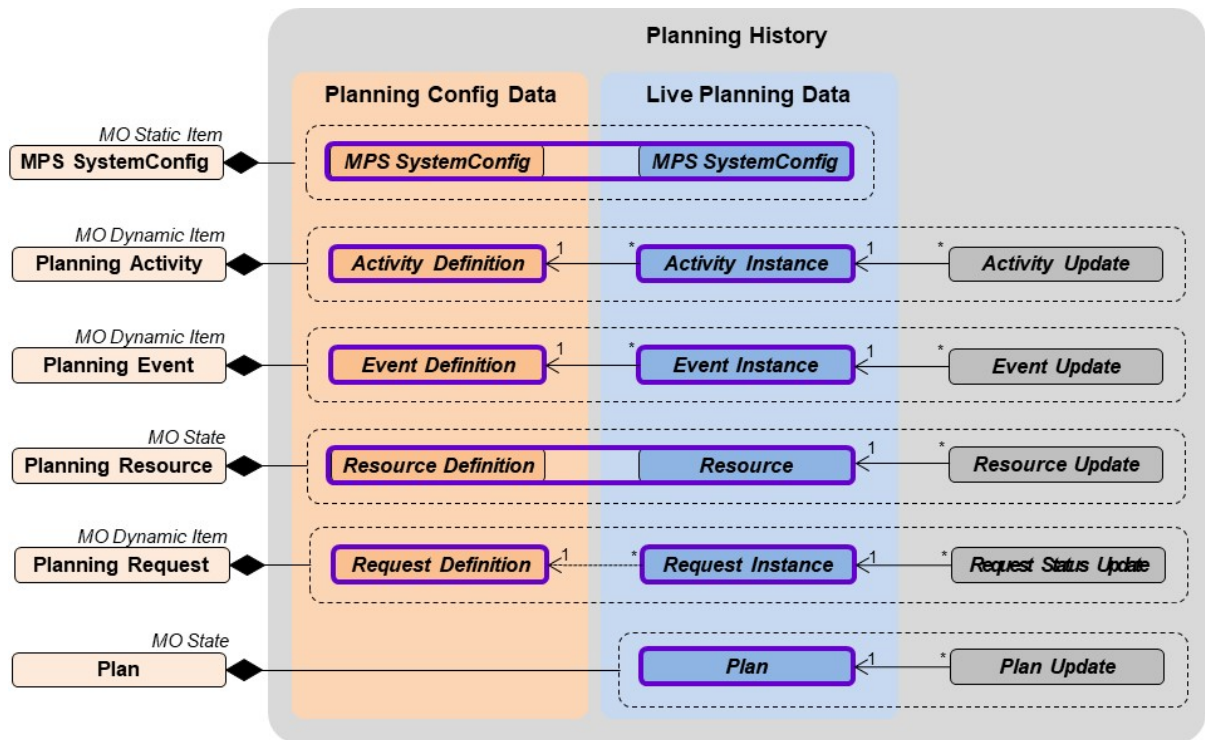 Planning History
Planning Config Data
Live Planning Data
MO Static Item
MPS SystemConfig
MPS SystemConfig
MPS SystemConfig
MO Dynamic Item
Planning Activity
Activity Definition
1
*
Activity Instance
1
*
Activity Update
MO Dynamic Item
Planning Event
Event Definition
1
*
Event Instance
1
*
Event Update
MO State
Planning Resource
Resource Definition
Resource
1
*
Resource Update
MO Dynamic Item
Planning Request
Request Definition
1
*
Request Instance
1
*
Request Status Update
MO State
Plan
Plan
1
*
Plan Update